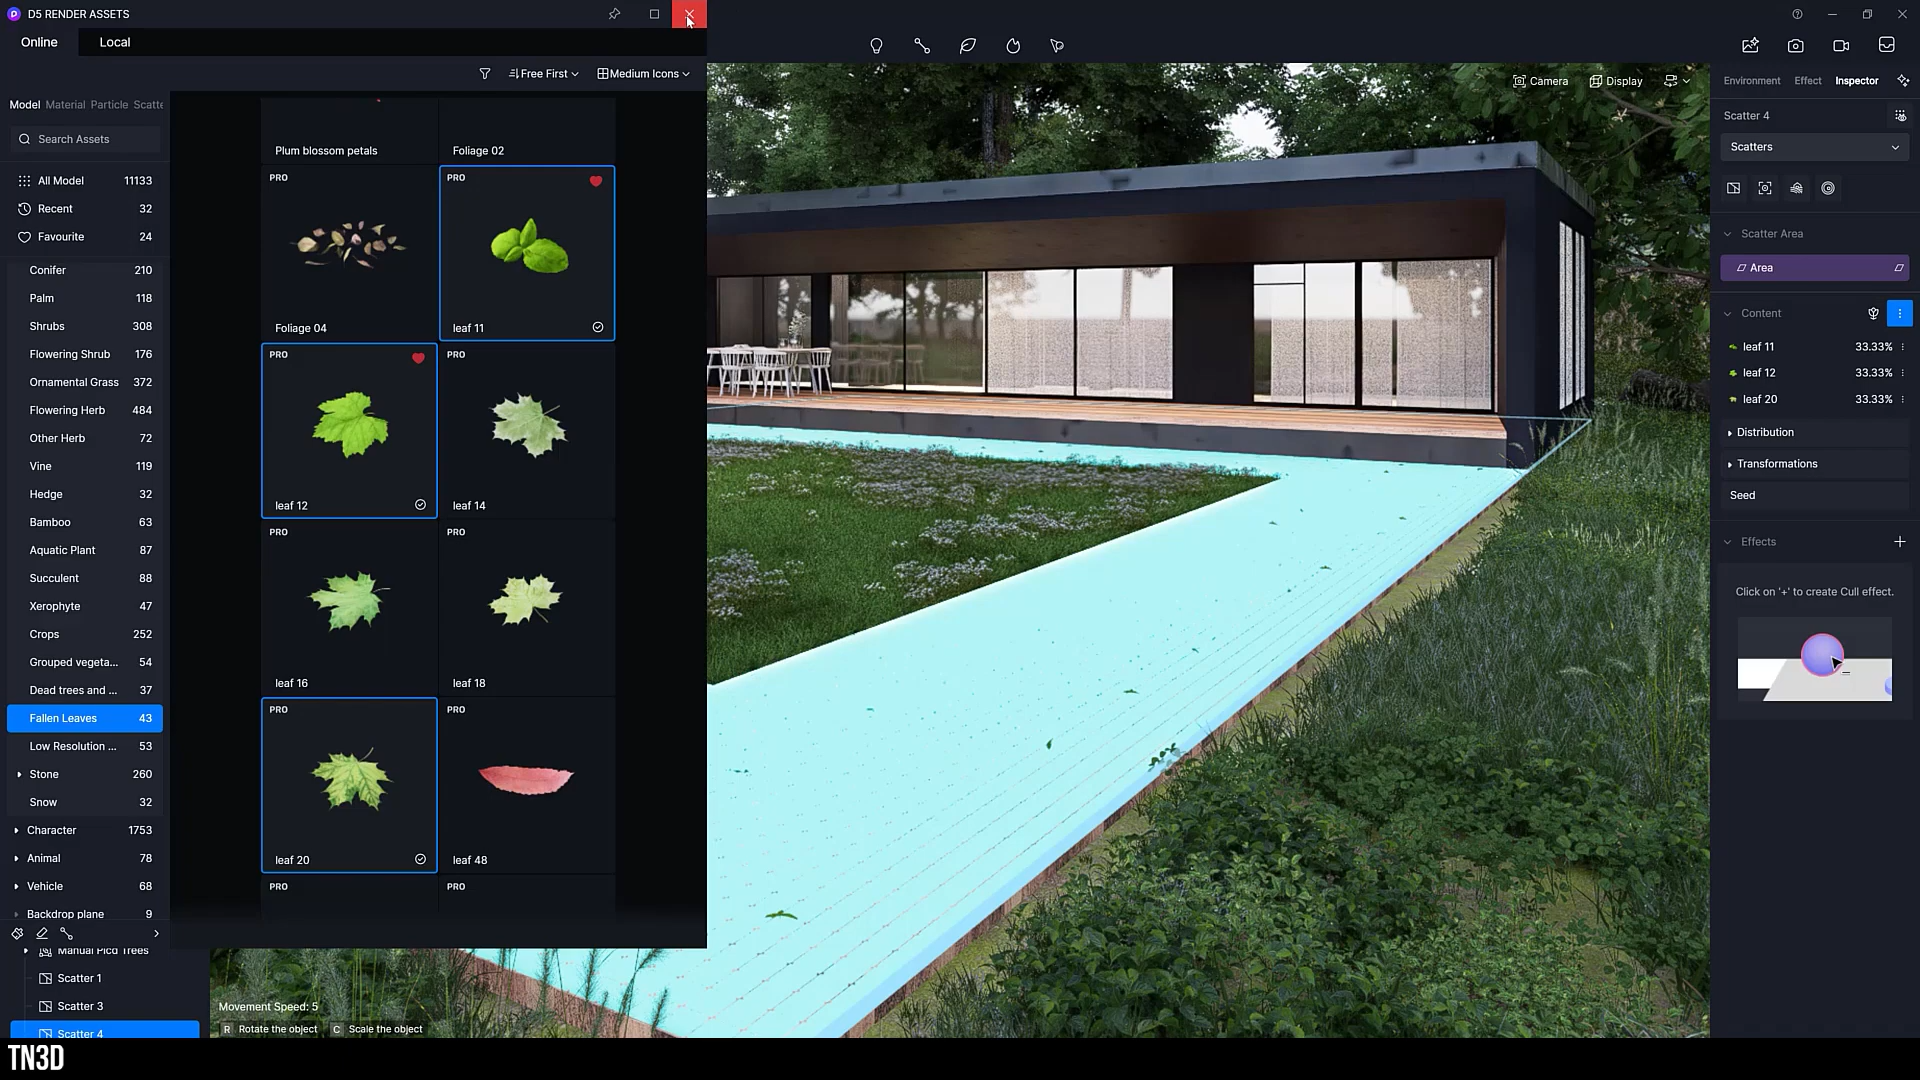 D5 RENDER ASSETS
Online
Local
Free First
Medium Icons
Model
Material
Particle
Scatte
Search Assets
All Model 11133
Recent 32
Favourite 24
Conifer 210
Palm 118
Shrubs 308
Flowering Shrub 176
Ornamental Grass 372
Flowering Herb 484
Other Herb 72
Vine 119
Hedge 32
Bamboo 63
Aquatic Plant 87
Succulent 88
Xerophyte 47
Crops 252
Grouped vegeta... 54
Dead trees and ... 37
Fallen Leaves 43
Low Resolution ... 53
Stone 260
Snow 32
Character 1753
Animal 78
Vehicle 68
Backdrop plane 9
Manual Plcd Trees
Scatter 1
Scatter 3
Scatter 4
Plum blossom petals
Foliage 02
PRO
Foliage 04
PRO
leaf 11
PRO
leaf 12
PRO
leaf 14
PRO
leaf 16
PRO
leaf 18
PRO
leaf 20
PRO
leaf 48
PRO
PRO
Camera
Display
Movement Speed: 5
R Rotate the object C Scale the object
Environment
Effect
Inspector
Scatter 4
Scatters
Scatter Area
Area
Content
leaf 11 33.33%
leaf 12 33.33%
leaf 20 33.33%
Distribution
Transformations
Seed
Effects
Click on '+' to create Cull effect.
TN3D